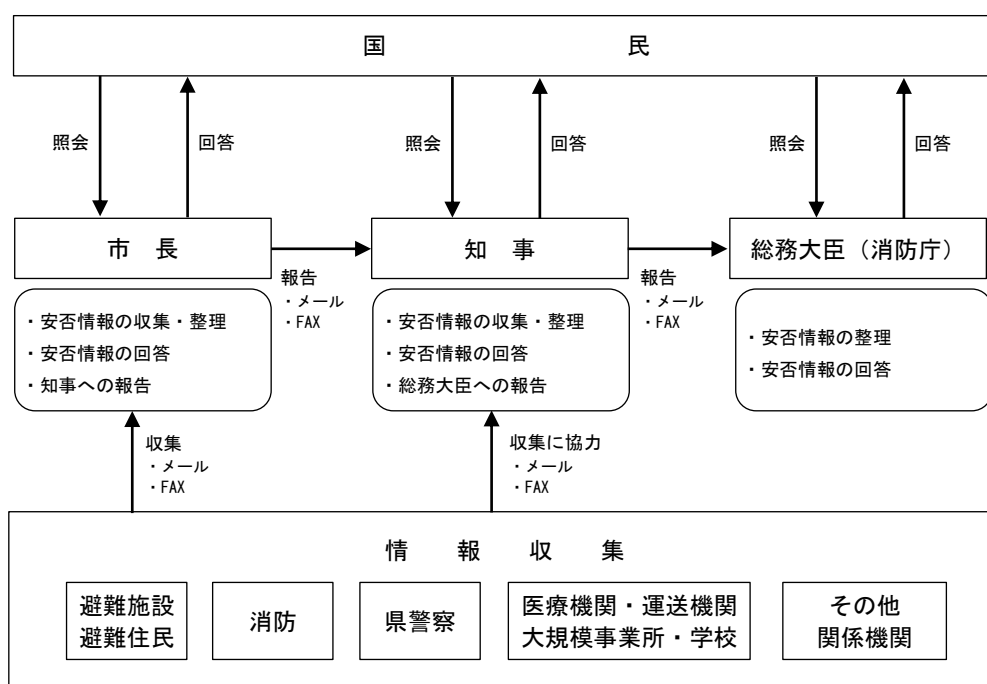 国　　　　民
照会
回答
照会
回答
照会
回答
市　長
知　事
総務大臣（消防庁）
報告
・メール
・FAX
報告
・メール
・FAX
・安否情報の収集・整理
・安否情報の回答
・知事への報告
・安否情報の収集・整理
・安否情報の回答
・総務大臣への報告
・安否情報の整理
・安否情報の回答
収集
・メール
・FAX
収集に協力
・メール
・FAX
情　報　収　集
避難施設
避難住民
消防
県警察
医療機関・運送機関
大規模事業所・学校
その他
関係機関